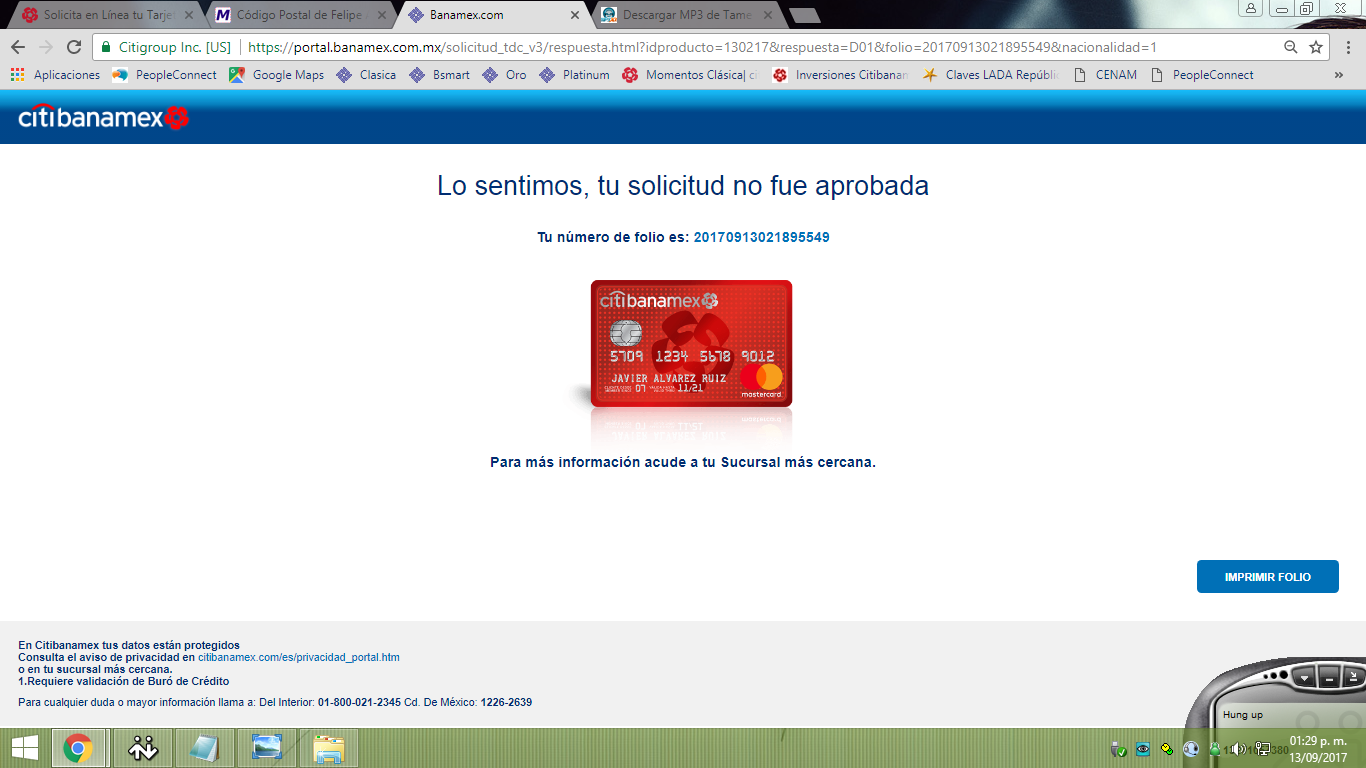 Solicita en Línea tu Tarjet
Código Postal de Felipe A
Banamex.com
Descargar MP3 de Tame
Citigroup Inc. [US]
https://portal.banamex.com.mx/solicitud_tdc_v3/respuesta.html?idproducto=130217&respuesta=D01&folio=20170913021895549&nacionalidad=1
Aplicaciones
PeopleConnect
Google Maps
Clasica
Bsmart
Oro
Platinum
Momentos Clásica| ci
Inversiones Citibanam
Claves LADA Repúbli
CENAM
PeopleConnect
»
citibanamex
Lo sentimos, tu solicitud no fue aprobada
Tu número de folio es: 20170913021895549
citibanamex
5709 1234 5678 9012
JAVIER ALVAREZ RUIZ
07 11/21
mastercard
Para más información acude a tu Sucursal más cercana.
IMPRIMIR FOLIO
En Citibanamex tus datos están protegidos
Consulta el aviso de privacidad en citibanamex.com/es/privacidad_portal.htm
o en tu sucursal más cercana.
1.Requiere validación de Buró de Crédito
Para cualquier duda o mayor información llama a: Del Interior: 01-800-021-2345 Cd. De México: 1226-2639
Hung up
01:29 p. m.
13/09/2017